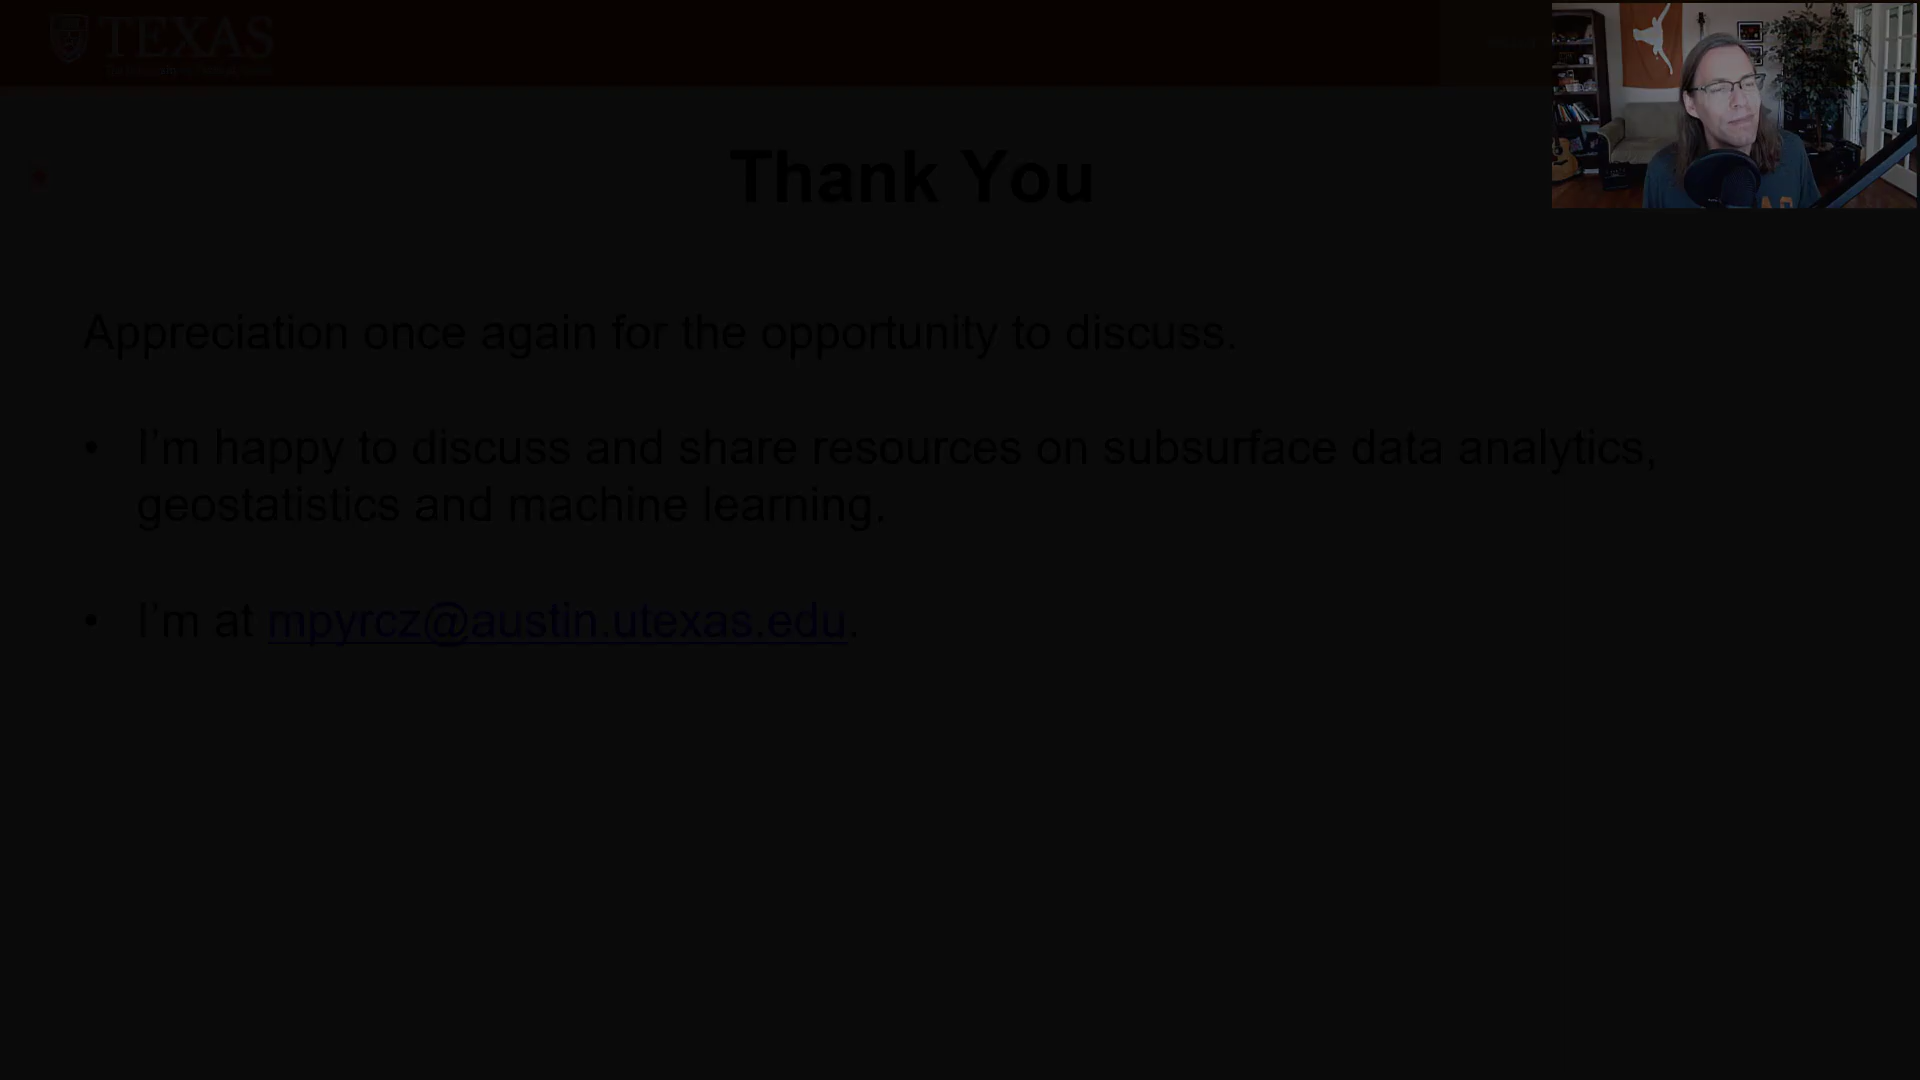 TEXAS
Thank You
Appreciation once again for the opportunity to discuss.
• I’m happy to discuss and share resources on subsurface data analytics,
geostatistics and machine learning.
• I’m at mpyrcz@austin.utexas.edu.